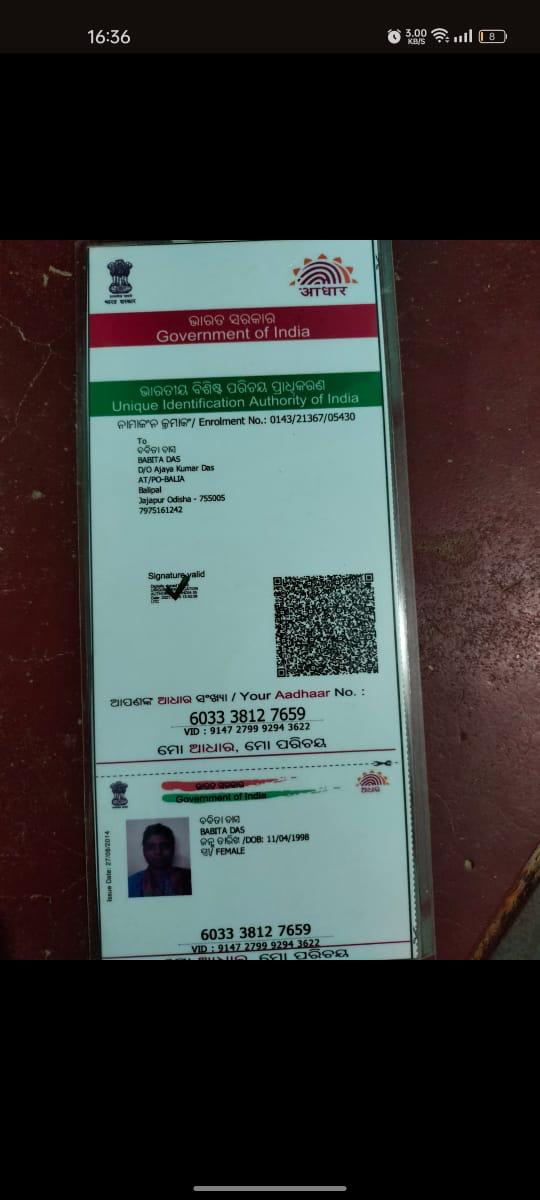 16:36
3.00
KB/S
8
भारत सरकार
आधार
ଭାରତ ସରକାର
Government of India
ଭାରତୀୟ ବିଶିଷ୍ଟ ପରିଚୟ ପ୍ରାଧିକରଣ
Unique Identification Authority of India
ନାମାଙ୍କନ କ୍ରମାଙ୍କ/ Enrolment No.: 0143/21367/05430
To
ବବିତା ଦାସ
BABITA DAS
D/O Ajaya Kumar Das
AT/PO-BALIA
Balipal
Jajapur Odisha - 755005
7975161242
Signature valid
ଆପଣଙ୍କ ଆଧାର ସଂଖ୍ୟା / Your Aadhaar No. :
6033 3812 7659
VID : 9147 2799 9294 3622
ମୋ ଆଧାର, ମୋ ପରିଚୟ
ଭାରତ ସରକାର
Government of India
ଆଧାର
Issue Date: 27/08/2014
ବବିତା ଦାସ
BABITA DAS
ଜନ୍ମ ତାରିଖ /DOB: 11/04/1998
ସ୍ତ୍ରୀ/ FEMALE
6033 3812 7659
VID : 9147 2799 9294 3622
ମୋ ଆଧାର, ମୋ ପରିଚୟ